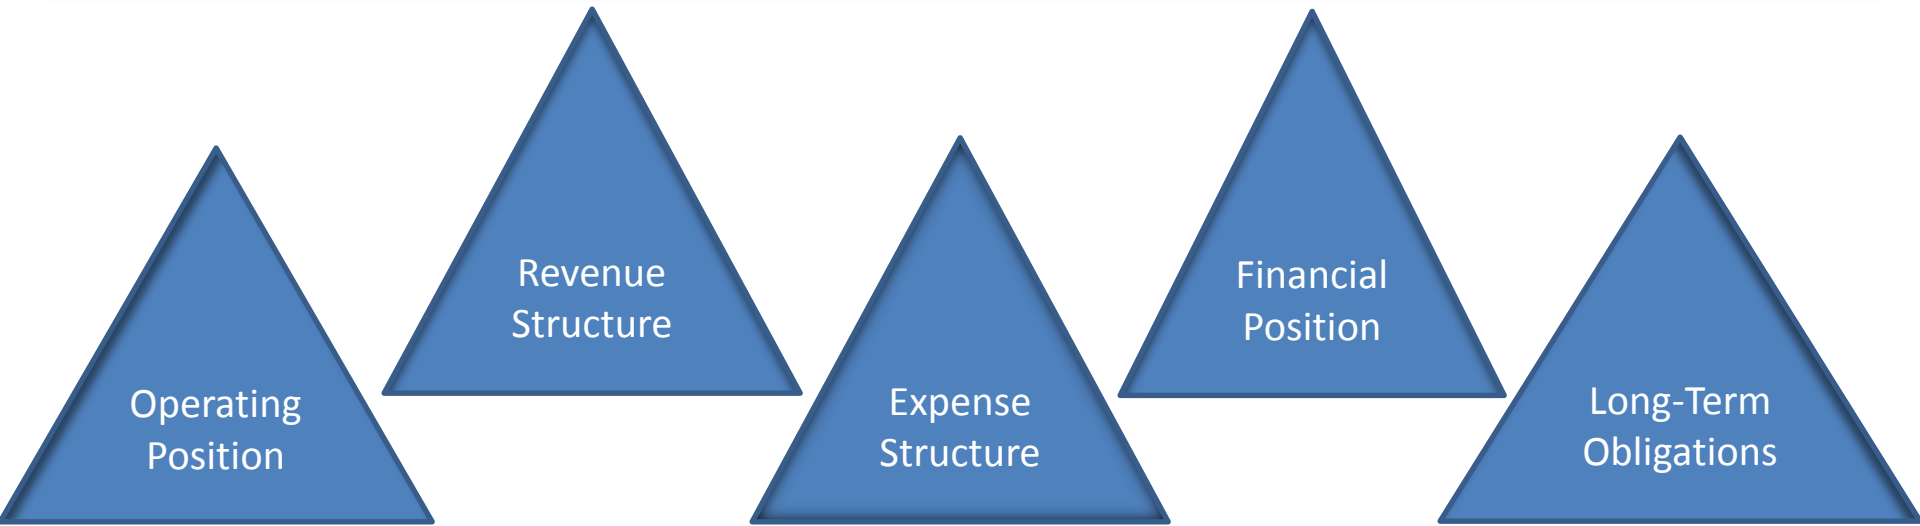 Operating
Position
Revenue
Structure
Expense
Structure
Financial
Position
Long-Term
Obligations